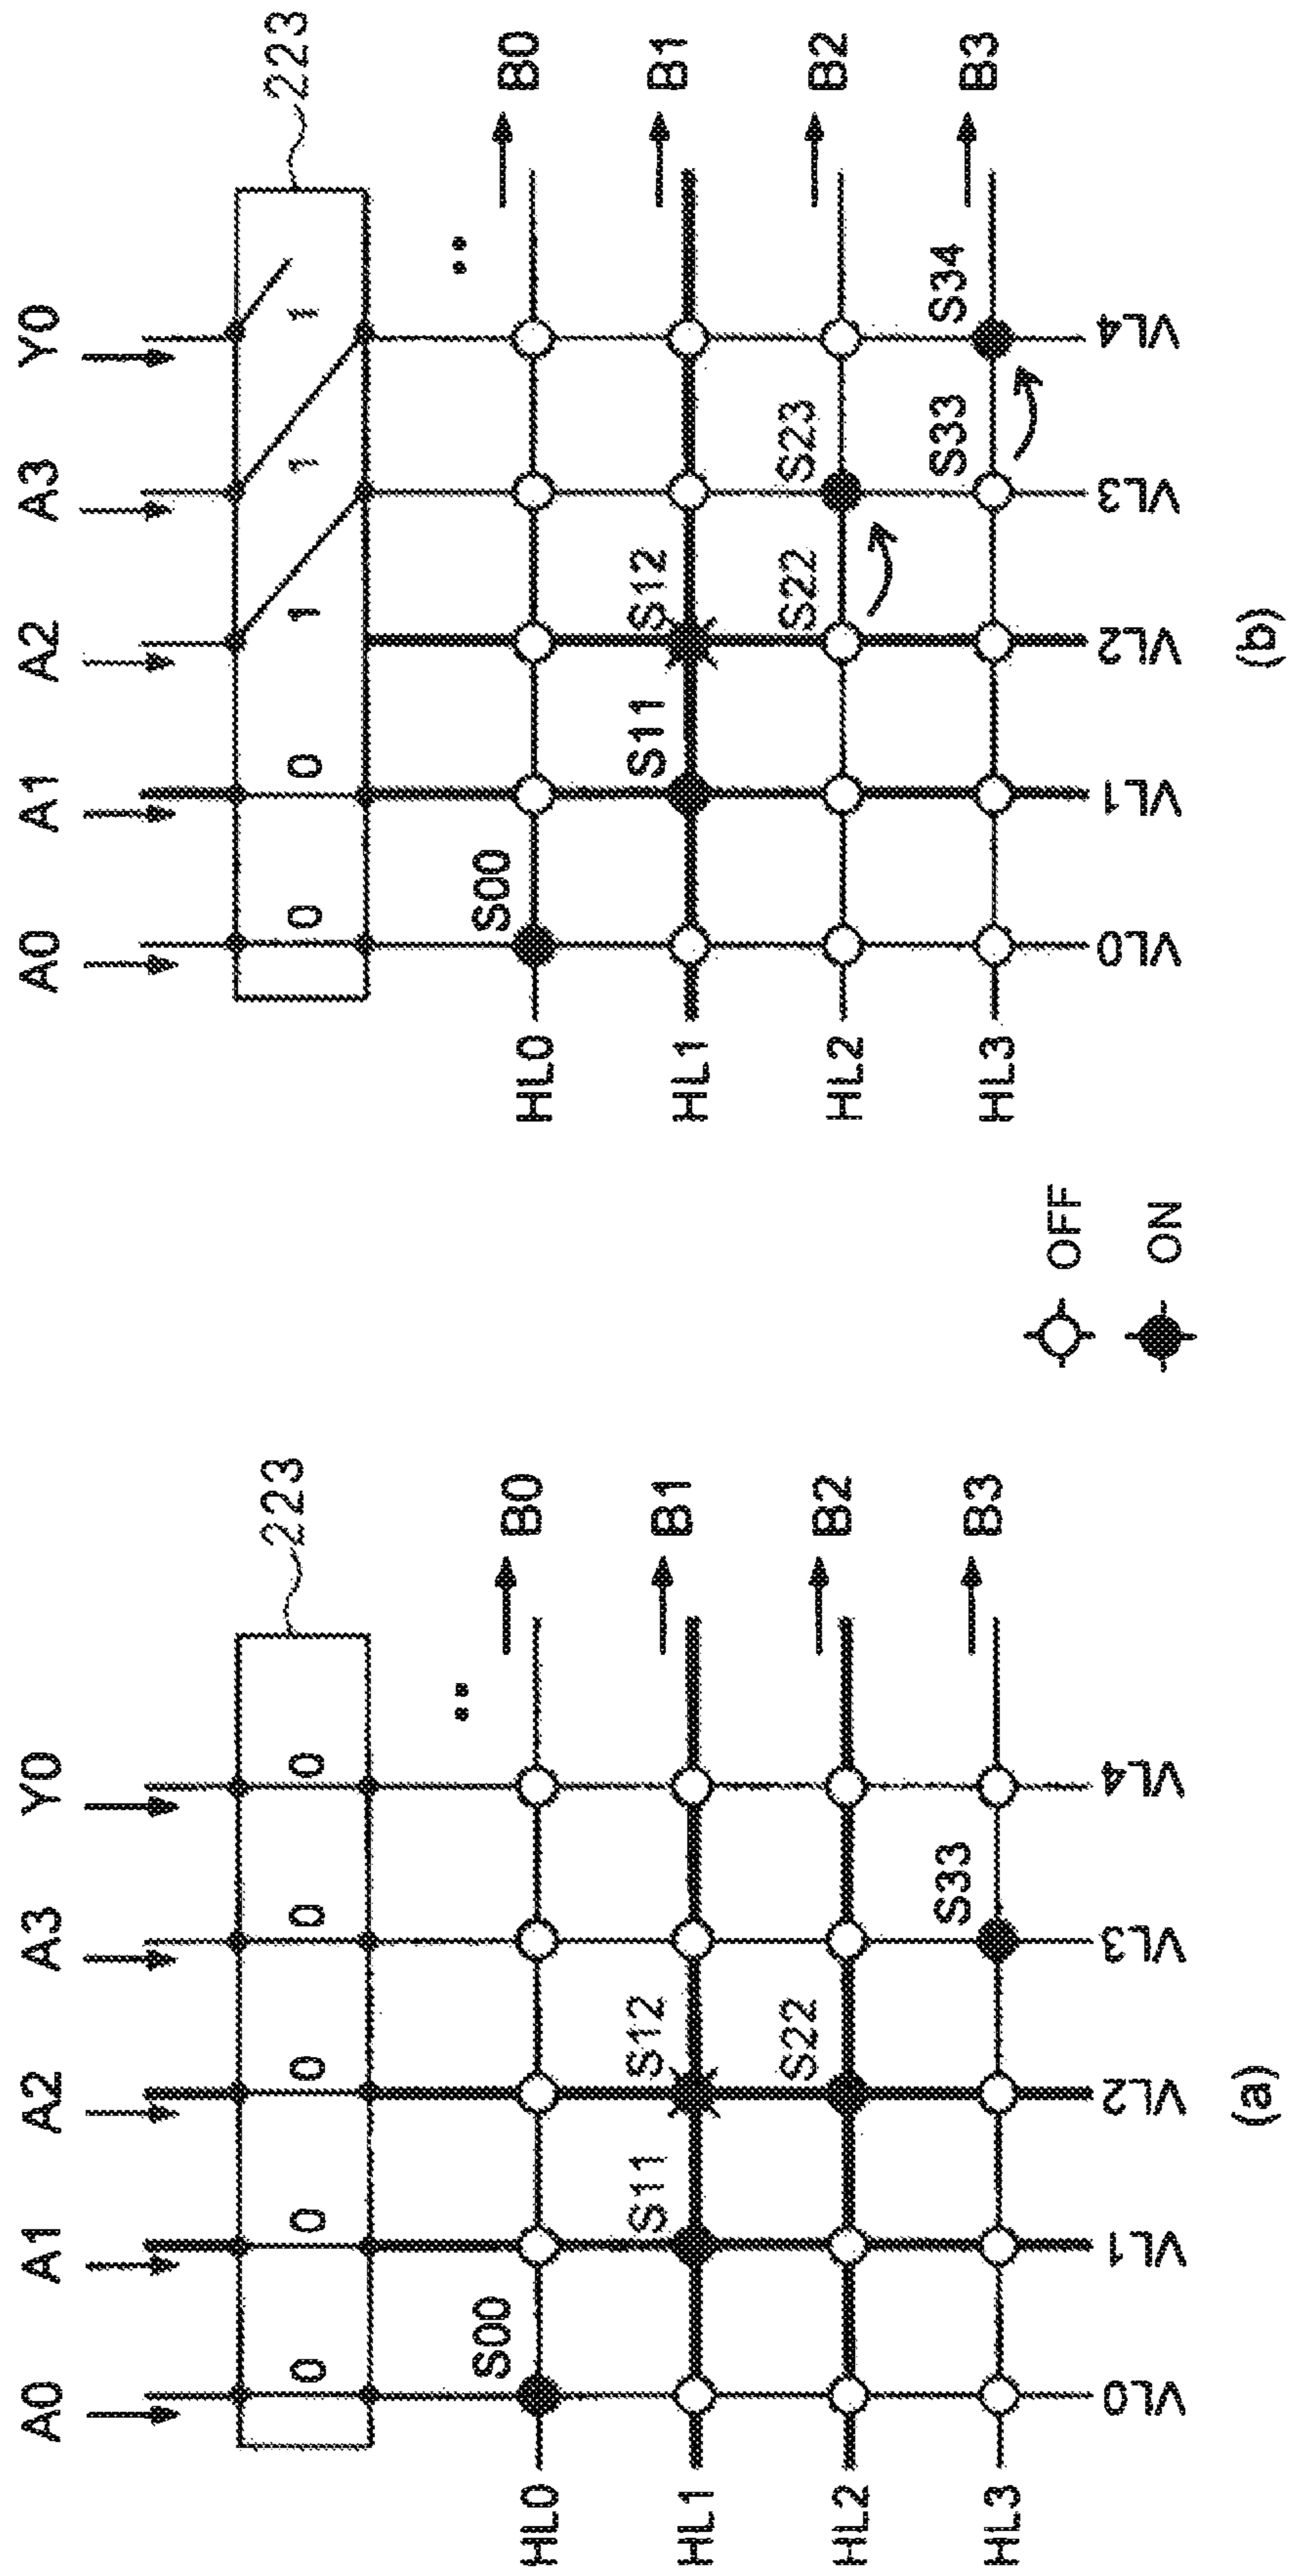 A0 A1 A2 A3 Y0
223
0 0 0 0 0
S00
HL0
B0
S11 S12
HL1
B1
S22
HL2
B2
S33
HL3
B3
VL0 VL1 VL2 VL3 VL4
(a)
OFF
ON
A0 A1 A2 A3 Y0
223
0 0 1 1 1
S00
HL0
B0
S11 S12
HL1
B1
S22 S23
HL2
B2
S33 S34
HL3
B3
VL0 VL1 VL2 VL3 VL4
(b)